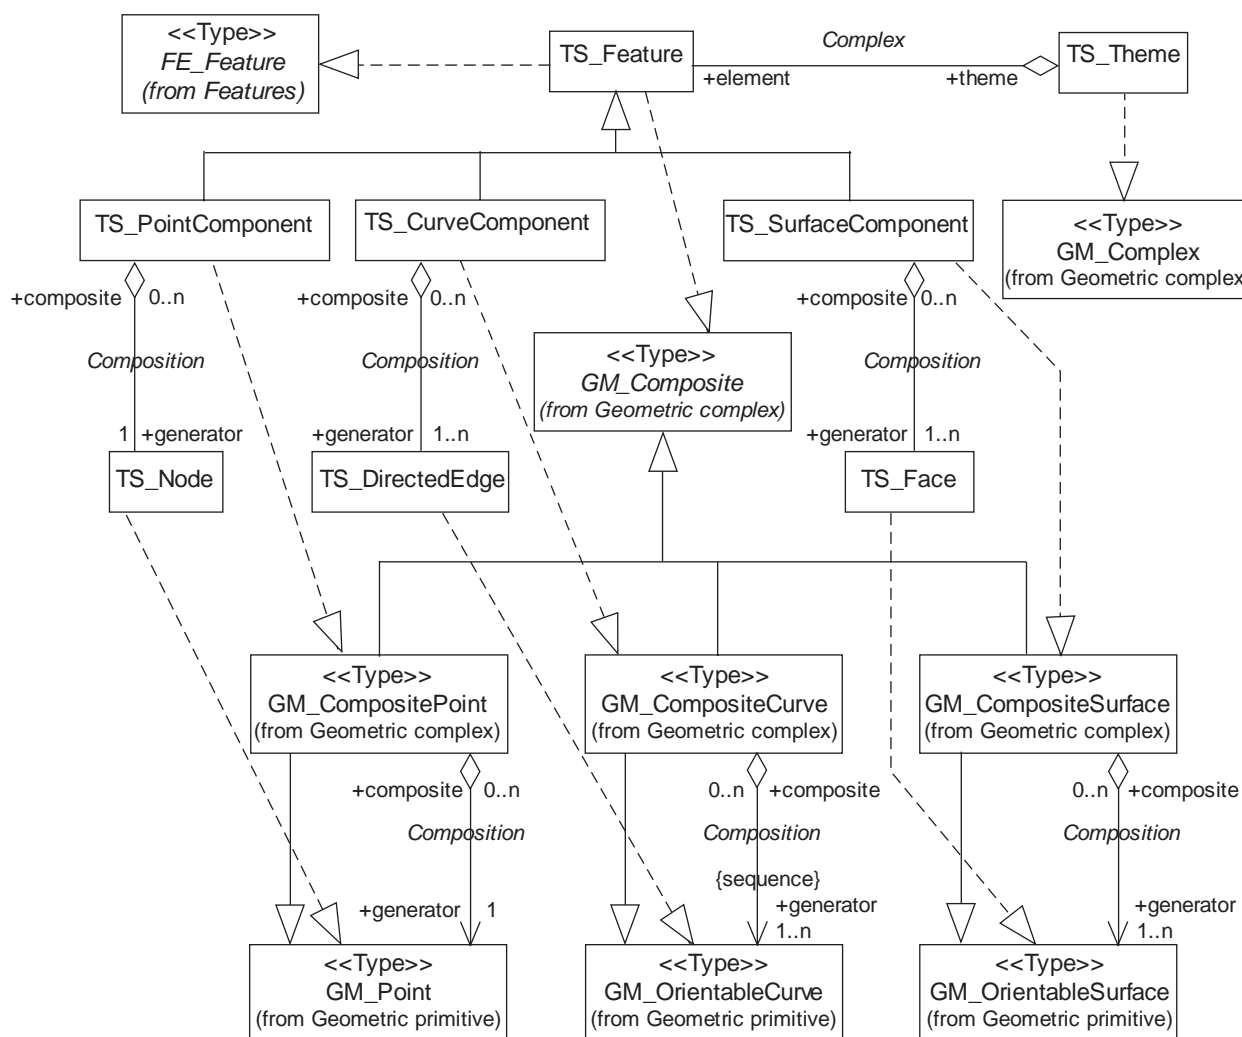 <<Type>>
FE_Feature
(from Features)
TS_Feature
Complex
+element
+theme
TS_Theme
TS_PointComponent
TS_CurveComponent
TS_SurfaceComponent
<<Type>>
GM_Complex
(from Geometric complex
+composite
0..n
+composite
0..n
+composite
0..n
Composition
Composition
<<Type>>
GM_Composite
(from Geometric complex)
Composition
1
+generator
+generator
1..n
+generator
1..n
TS_Node
TS_DirectedEdge
TS_Face
<<Type>>
GM_CompositePoint
(from Geometric complex)
<<Type>>
GM_CompositeCurve
(from Geometric complex)
<<Type>>
GM_CompositeSurface
(from Geometric complex)
+composite
0..n
0..n
+composite
0..n
+composite
Composition
Composition
Composition
{sequence}
+generator
1
+generator
1..n
+generator
1..n
<<Type>>
GM_Point
(from Geometric primitive)
<<Type>>
GM_OrientableCurve
(from Geometric primitive)
<<Type>>
GM_OrientableSurface
(from Geometric primitive)